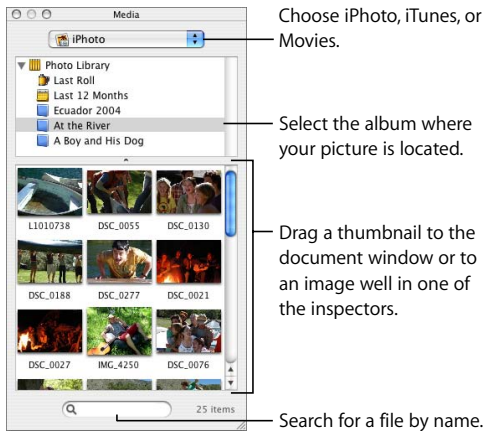 Media
iPhoto
Photo Library
Last Roll
Last 12 Months
Ecuador 2004
At the River
A Boy and His Dog
L1010738
DSC_0055
DSC_0130
DSC_0188
DSC_0277
DSC_0021
DSC_0027
IMG_4250
DSC_0076
25 items
Choose iPhoto, iTunes, or
Movies.
Select the album where
your picture is located.
Drag a thumbnail to the
document window or to
an image well in one of
the inspectors.
Search for a file by name.